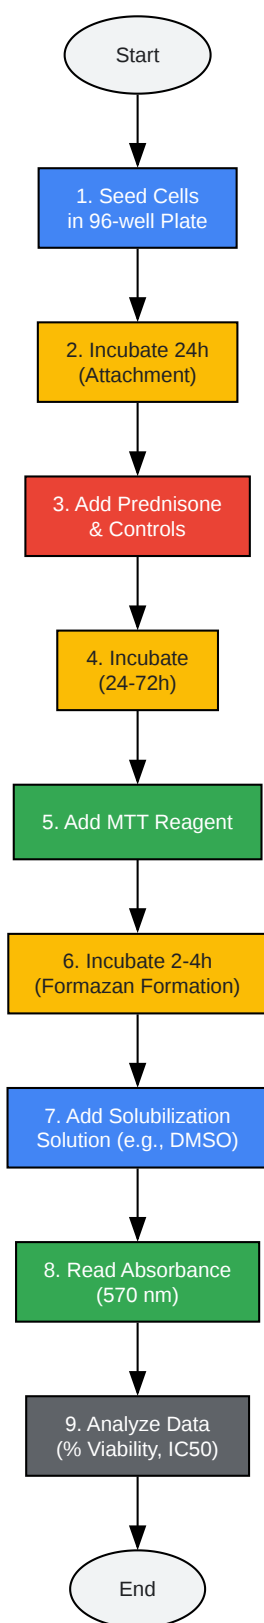 Start
1. Seed Cells
in 96-well Plate
2. Incubate 24h
(Attachment)
3. Add Prednisone
& Controls
4. Incubate
(24-72h)
5. Add MTT Reagent
6. Incubate 2-4h
(Formazan Formation)
7. Add Solubilization
Solution (e.g., DMSO)
8. Read Absorbance
(570 nm)
9. Analyze Data
(% Viability, IC50)
End